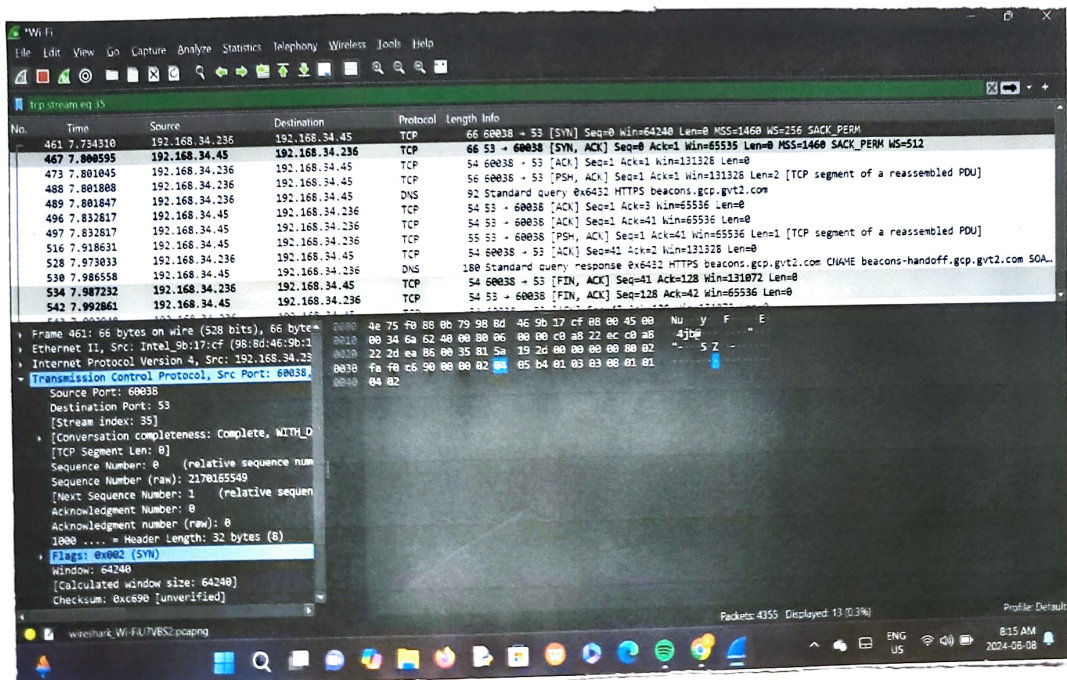 *Wi-Fi
File Edit View Go Capture Analyze Statistics Telephony Wireless Tools Help
tcp.stream eq 35
No. Time Source Destination Protocol Length Info
461 7.734310 192.168.34.236 192.168.34.45 TCP 66 60038 → 53 [SYN] Seq=0 Win=64240 Len=0 MSS=1460 WS=256 SACK_PERM
467 7.800595 192.168.34.45 192.168.34.236 TCP 66 53 → 60038 [SYN, ACK] Seq=0 Ack=1 Win=65535 Len=0 MSS=1460 SACK_PERM WS=512
473 7.801045 192.168.34.236 192.168.34.45 TCP 54 60038 → 53 [ACK] Seq=1 Ack=1 Win=131328 Len=0
488 7.801808 192.168.34.236 192.168.34.45 TCP 56 60038 → 53 [PSH, ACK] Seq=1 Ack=1 Win=131328 Len=2 [TCP segment of a reassembled PDU]
489 7.801847 192.168.34.236 192.168.34.45 DNS 92 Standard query 0x6432 HTTPS beacons.gcp.gvt2.com
496 7.832817 192.168.34.45 192.168.34.236 TCP 54 53 → 60038 [ACK] Seq=1 Ack=3 Win=65536 Len=0
497 7.832817 192.168.34.45 192.168.34.236 TCP 54 53 → 60038 [ACK] Seq=1 Ack=41 Win=65536 Len=0
516 7.918631 192.168.34.45 192.168.34.236 TCP 55 53 → 60038 [PSH, ACK] Seq=1 Ack=41 Win=65536 Len=1 [TCP segment of a reassembled PDU]
528 7.973033 192.168.34.236 192.168.34.45 TCP 54 60038 → 53 [ACK] Seq=41 Ack=2 Win=131328 Len=0
530 7.986558 192.168.34.45 192.168.34.236 DNS 180 Standard query response 0x6432 HTTPS beacons.gcp.gvt2.com CNAME beacons-handoff.gcp.gvt2.com SOA…
534 7.987232 192.168.34.236 192.168.34.45 TCP 54 60038 → 53 [FIN, ACK] Seq=41 Ack=128 Win=131072 Len=0
542 7.992861 192.168.34.45 192.168.34.236 TCP 54 53 → 60038 [FIN, ACK] Seq=128 Ack=42 Win=65536 Len=0
Frame 461: 66 bytes on wire (528 bits), 66 byte
Ethernet II, Src: Intel_9b:17:cf (98:8d:46:9b:1
Internet Protocol Version 4, Src: 192.168.34.23
Transmission Control Protocol, Src Port: 60038,
Source Port: 60038
Destination Port: 53
[Stream index: 35]
[Conversation completeness: Complete, WITH_D
[TCP Segment Len: 0]
Sequence Number: 0 (relative sequence num
Sequence Number (raw): 2170165549
[Next Sequence Number: 1 (relative sequen
Acknowledgment Number: 0
Acknowledgment number (raw): 0
1000 .... = Header Length: 32 bytes (8)
Flags: 0x002 (SYN)
Window: 64240
[Calculated window size: 64240]
Checksum: 0xc690 [unverified]
0000 4e 75 f0 88 0b 79 98 8d 46 9b 17 cf 08 00 45 00 Nu y F E
0010 00 34 6a 62 40 00 80 06 00 00 c0 a8 22 ec c0 a8 4jb@ "
0020 22 2d ea 86 00 35 81 5a 19 2d 00 00 00 00 80 02 "- 5 Z -
0030 fa f0 c6 90 00 00 02 04 05 b4 01 03 03 08 01 01
0040 04 02
wireshark_Wi-FiU7VBS2.pcapng
Packets: 4355 Displayed: 13 (0.3%)
Profile: Default
ENG
US
8:15 AM
2024-08-08